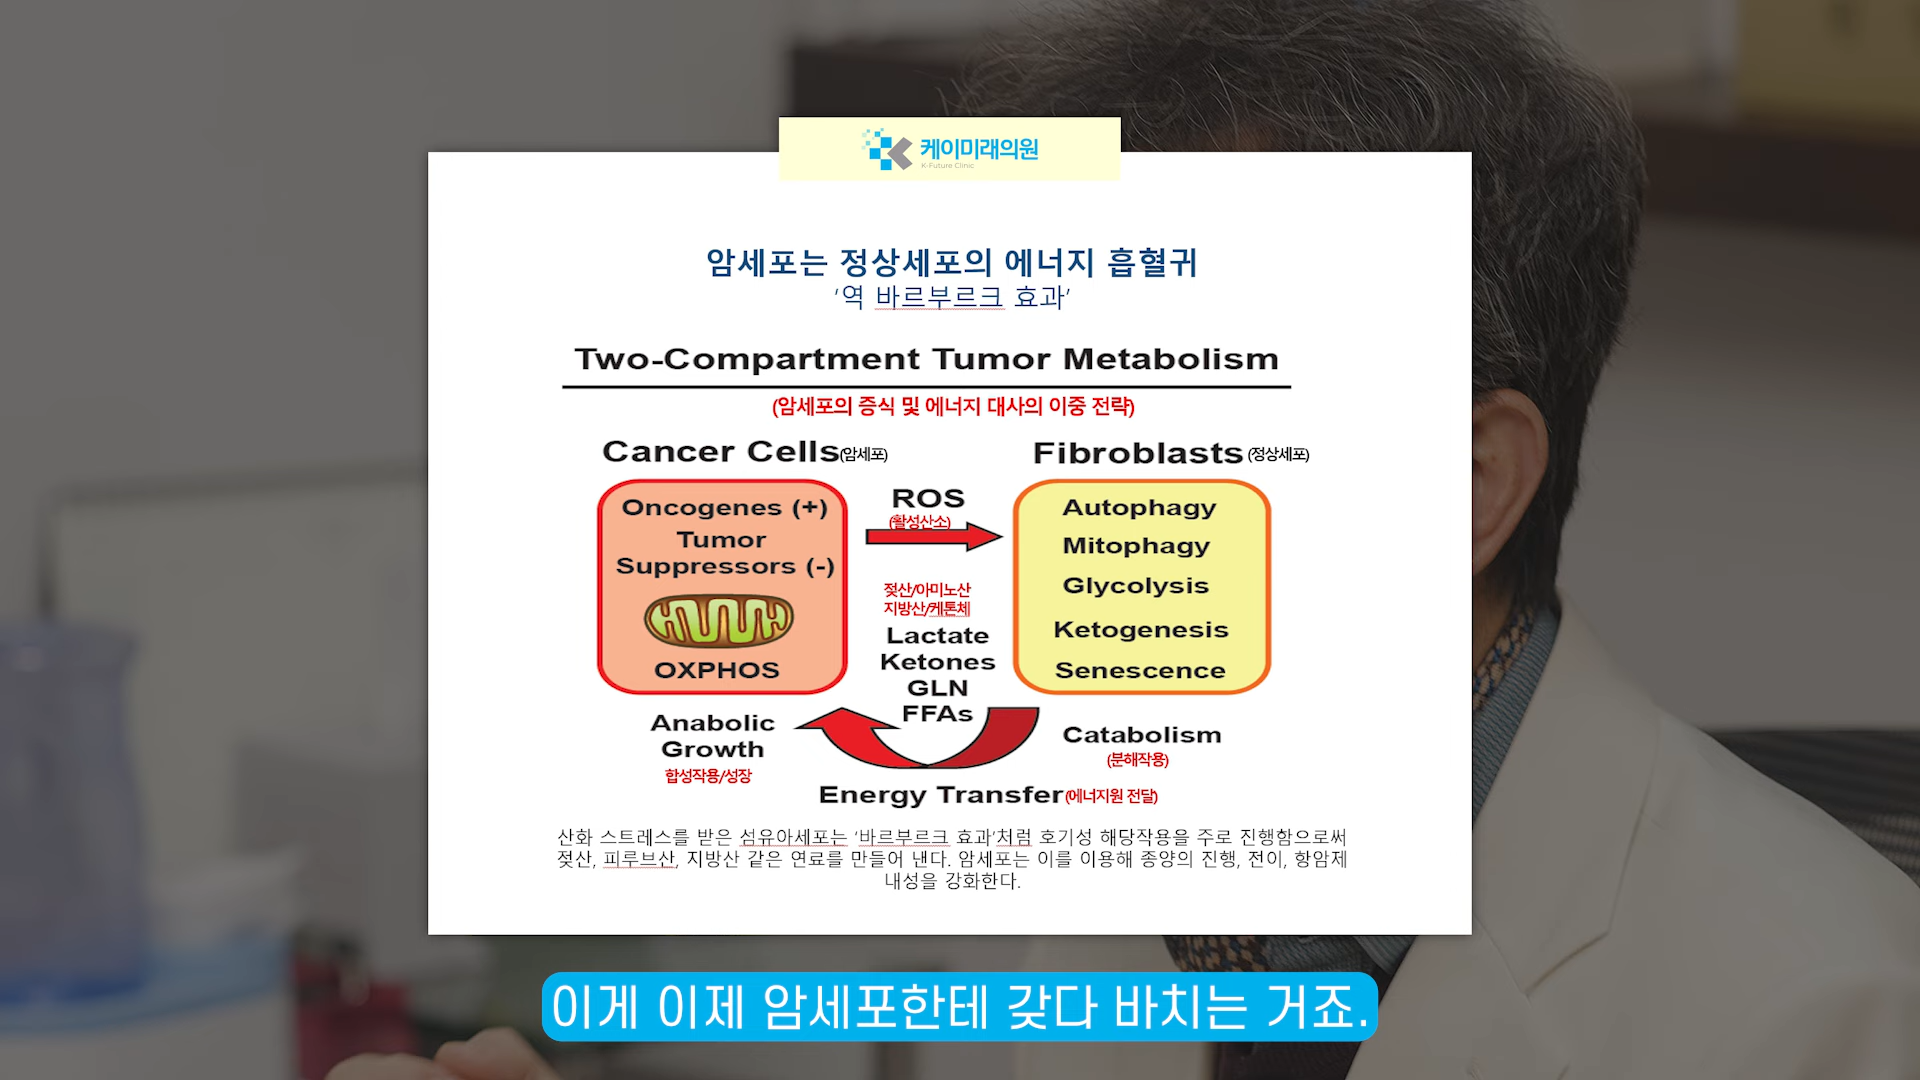 케이미래의원
K-Future Clinic
암세포는 정상세포의 에너지 흡혈귀
'역 바르부르크 효과'
Two-Compartment Tumor Metabolism
(암세포의 증식 및 에너지 대사의 이중 전략)
Cancer Cells(암세포)
Fibroblasts (정상세포)
Oncogenes (+)
Tumor
Suppressors (-)
OXPHOS
ROS
(활성산소)
Autophagy
Mitophagy
Glycolysis
Ketogenesis
Senescence
젖산/아미노산
지방산/케톤체
Lactate
Ketones
GLN
FFAs
Anabolic
Growth
합성작용/성장
Catabolism
(분해작용)
Energy Transfer(에너지원 전달)
산화 스트레스를 받은 섬유아세포는 '바르부르크 효과'처럼 호기성 해당작용을 주로 진행함으로써
젖산, 피루브산, 지방산 같은 연료를 만들어 낸다. 암세포는 이를 이용해 종양의 진행, 전이, 항암제
내성을 강화한다.
이게 이제 암세포한테 갖다 바치는 거죠.